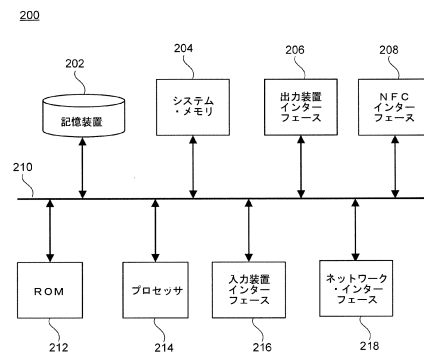 200
202
204
206
208
記憶装置
システム
・メモリ
出力装置
インター
フェース
NFC
インター
フェース
210
ROM
プロセッサ
入力装置
インター
フェース
ネットワーク
・インター
フェース
212
214
216
218